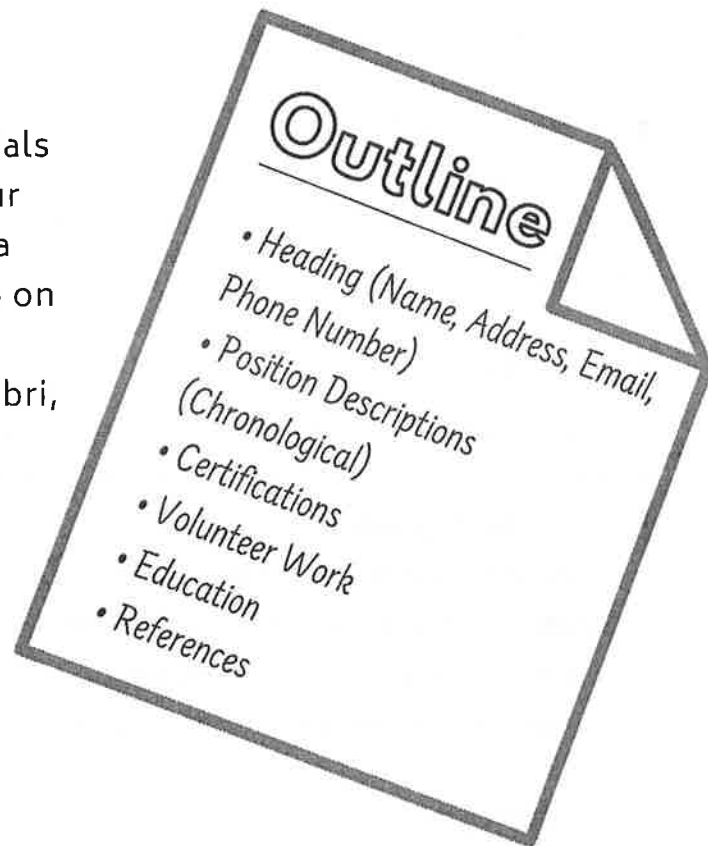 als
ur
a
on
bri,
Outline
• Heading (Name, Address, Email,
Phone Number)
• Position Descriptions
(Chronological)
• Certifications
• Volunteer Work
• Education
• References